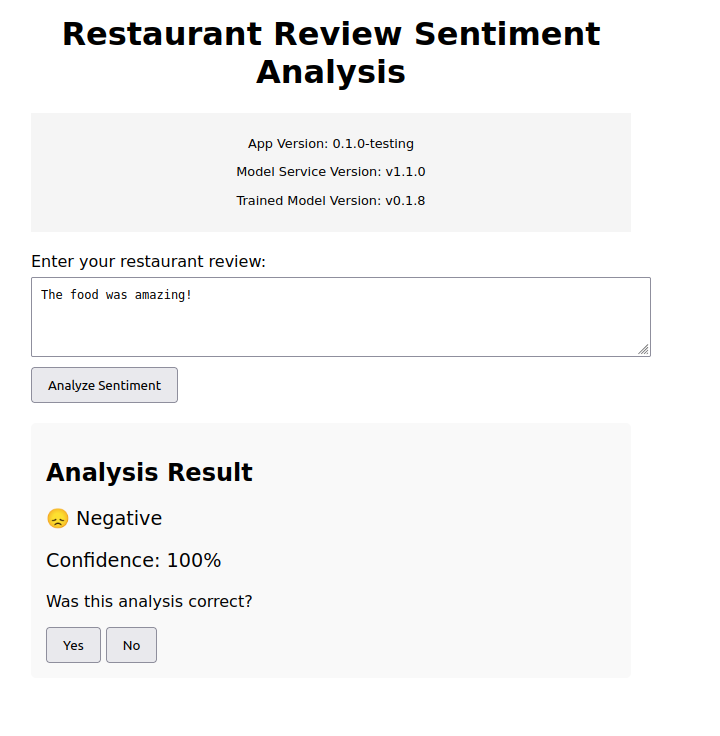 Restaurant Review Sentiment
Analysis
App Version: 0.1.0-testing
Model Service Version: v1.1.0
Trained Model Version: v0.1.8
Enter your restaurant review:
The food was amazing!
Analyze Sentiment
Analysis Result
😞 Negative
Confidence: 100%
Was this analysis correct?
Yes No